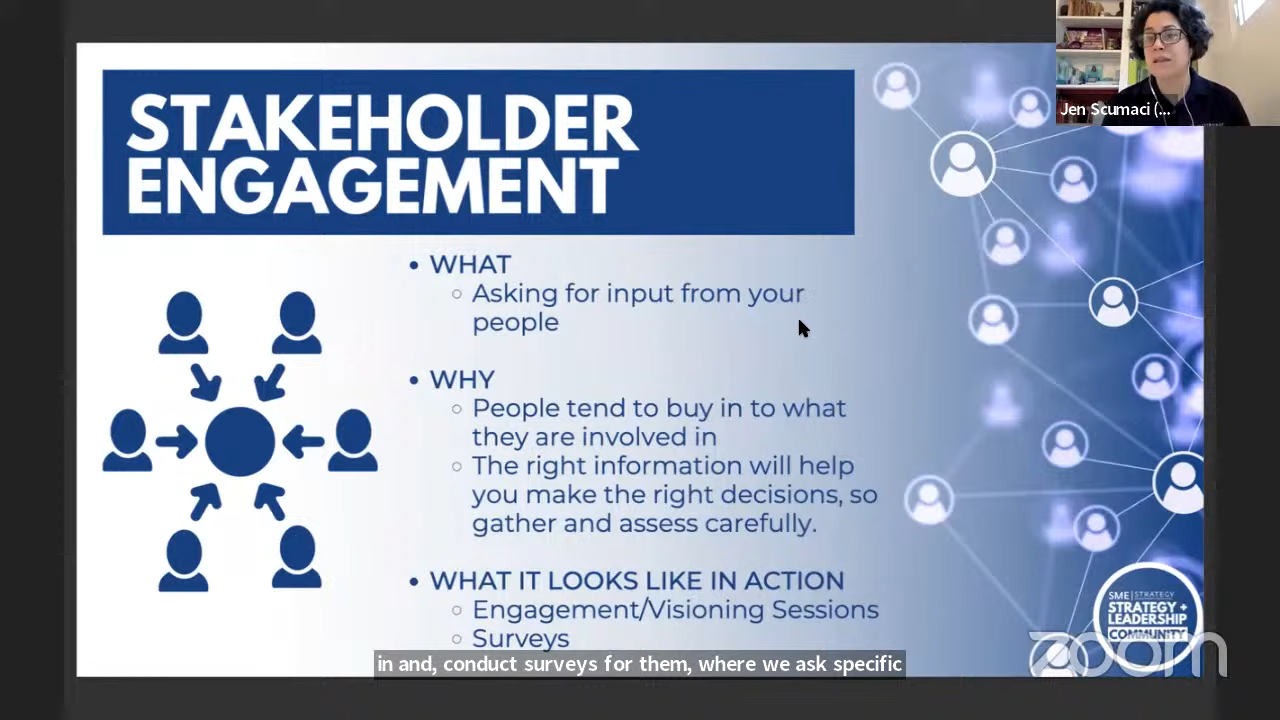 Jen Scumaci (...
STAKEHOLDER
ENGAGEMENT
• WHAT
○ Asking for input from your
people
• WHY
○ People tend to buy in to what
they are involved in
○ The right information will help
you make the right decisions, so
gather and assess carefully.
• WHAT IT LOOKS LIKE IN ACTION
○ Engagement/Visioning Sessions
○ Surveys
SME | STRATEGY
STRATEGY +
LEADERSHIP
COMMUNITY
zoom
in and, conduct surveys for them, where we ask specific